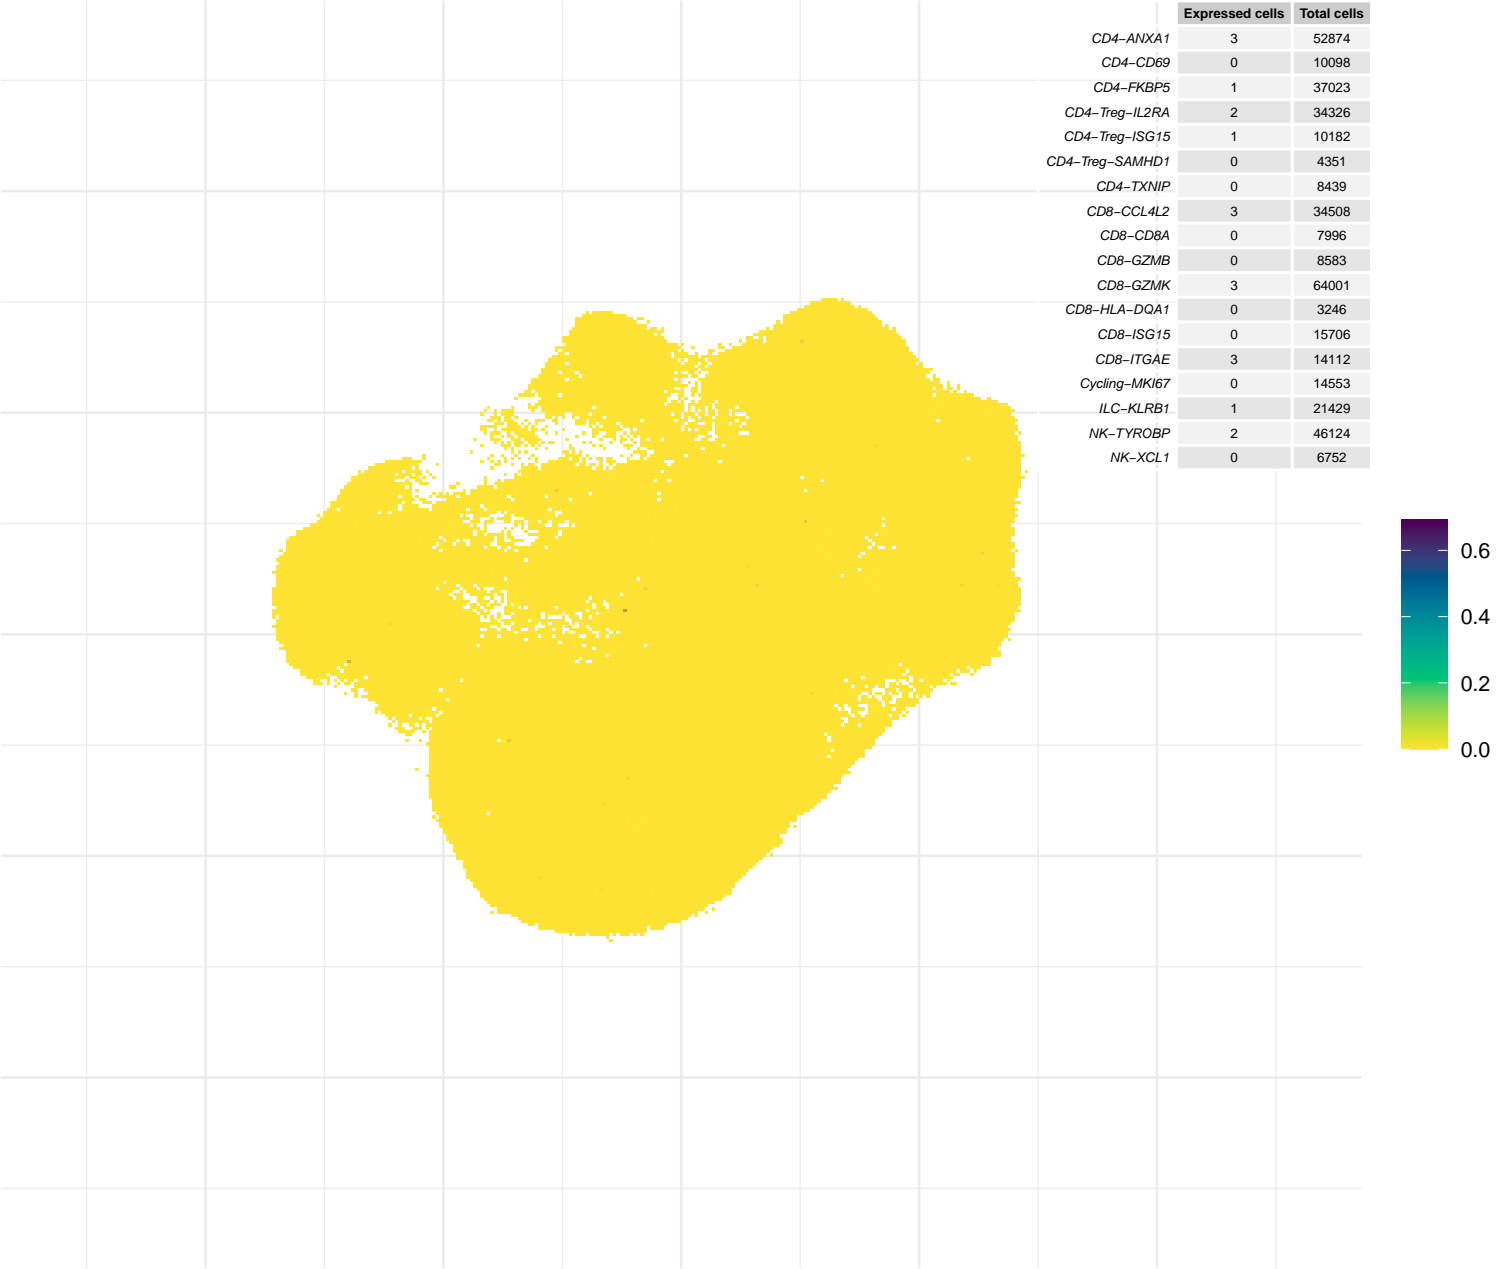 Expressed cells Total cells
CD4−ANXA1 3 52874
CD4−CD69 0 10098
CD4−FKBP5 1 37023
CD4−Treg−IL2RA 2 34326
CD4−Treg−ISG15 1 10182
CD4−Treg−SAMHD1 0 4351
CD4−TXNIP 0 8439
CD8−CCL4L2 3 34508
CD8−CD8A 0 7996
CD8−GZMB 0 8583
CD8−GZMK 3 64001
CD8−HLA−DQA1 0 3246
CD8−ISG15 0 15706
CD8−ITGAE 3 14112
Cycling−MKI67 0 14553
ILC−KLRB1 1 21429
NK−TYROBP 2 46124
NK−XCL1 0 6752
0.6
0.4
0.2
0.0